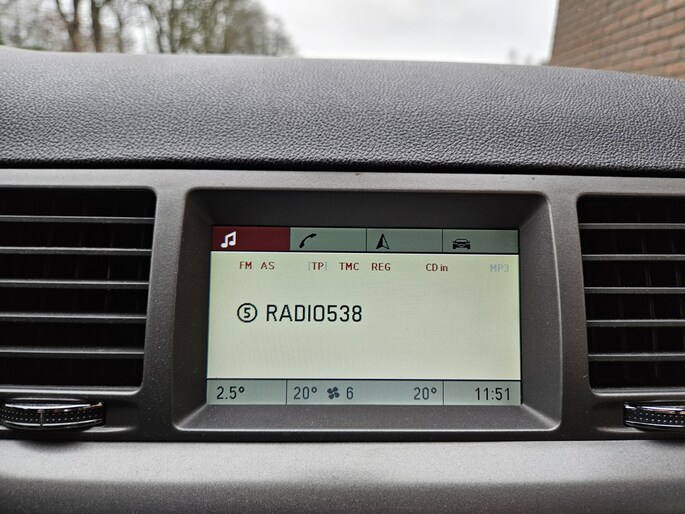 FM AS [TP] TMC REG CD in MP3
5 RADIO538
2.5° 20° 6 20° 11:51